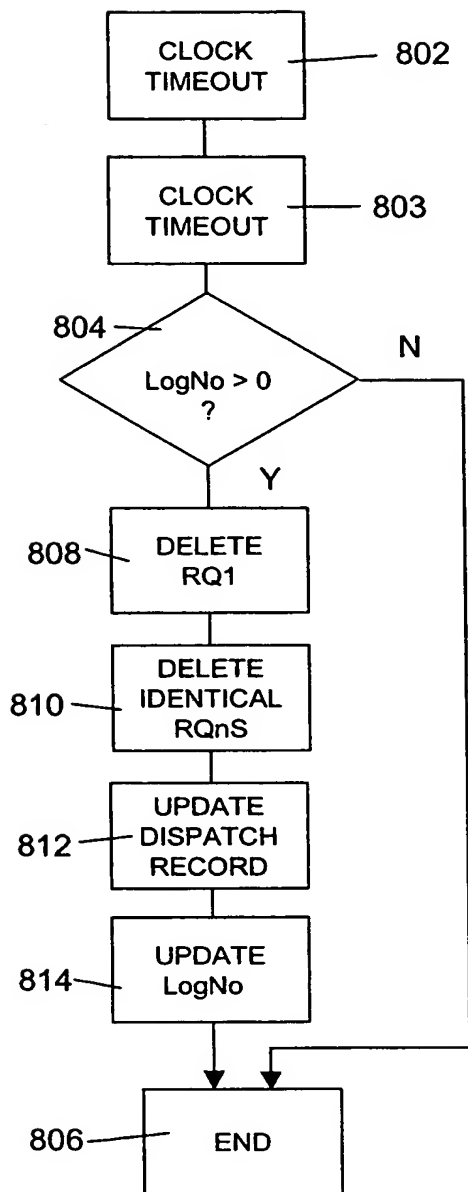 CLOCK
TIMEOUT
802
CLOCK
TIMEOUT
803
804
N
LogNo > 0
?
Y
808
DELETE
RQ1
810
DELETE
IDENTICAL
RQnS
812
UPDATE
DISPATCH
RECORD
814
UPDATE
LogNo
806
END